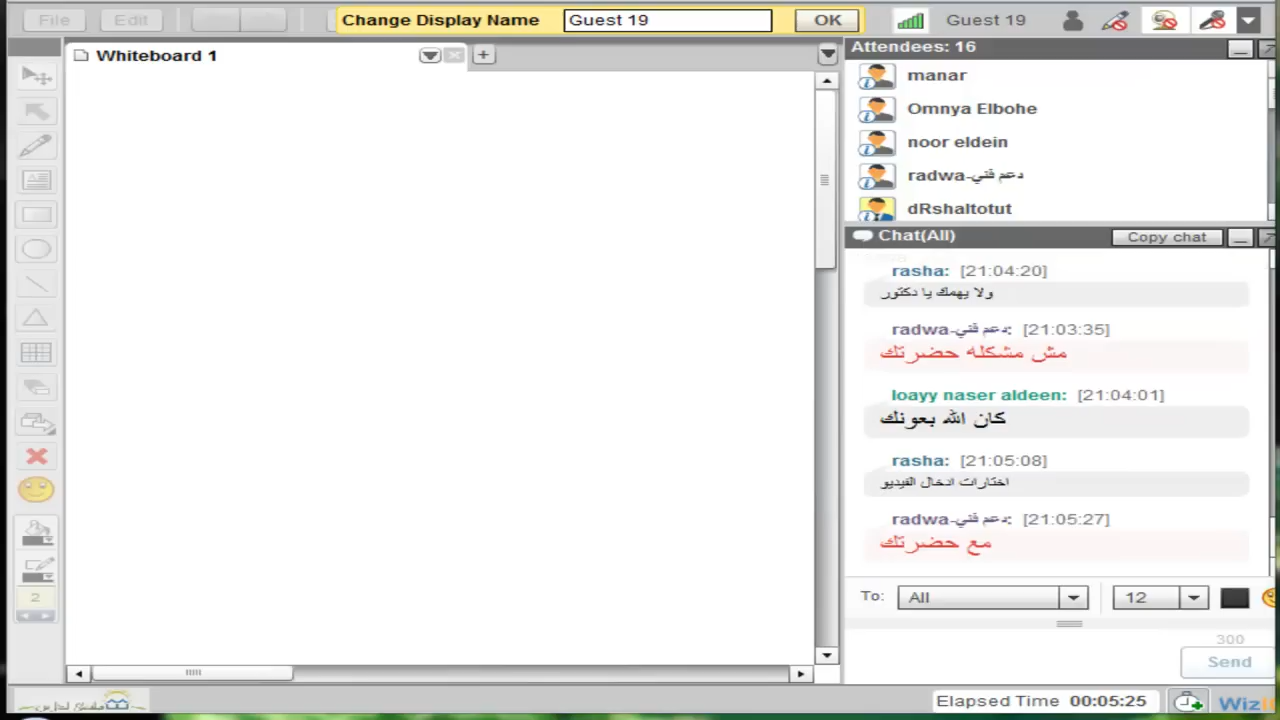 File
Edit
Change Display Name
Guest 19
OK
Guest 19
Whiteboard 1
+
Attendees: 16
manar
Omnya Elbohe
noor eldein
radwa-دعم فني
dRshaltotut
Chat(All)
Copy chat
rasha: [21:04:20]
ولا يهمك يا دكتور
radwa-دعم فني: [21:03:35]
مش مشكله حضرتك
loayy naser aldeen: [21:04:01]
كان الله بعونك
rasha: [21:05:08]
اختارات ادخال الفيديو
radwa-دعم فني: [21:05:27]
مع حضرتك
To:
All
12
2
300
Send
Elapsed Time 00:05:25